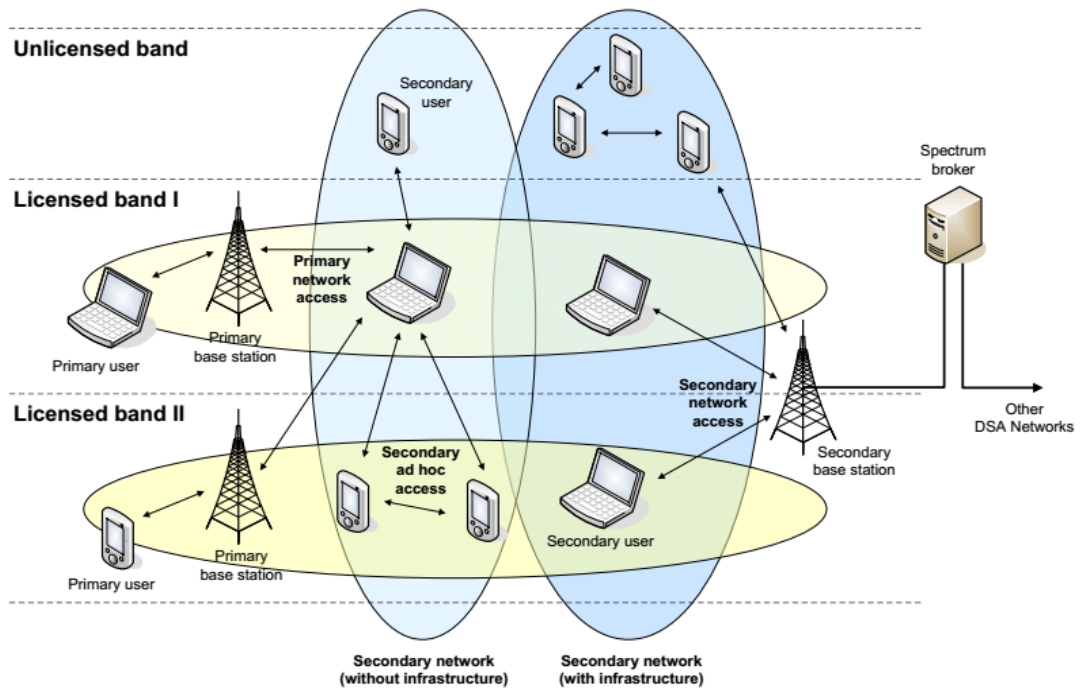 Unlicensed band
Secondary
user
Spectrum
broker
Licensed band I
Primary
network
access
Primary
base station
Primary user
Licensed band II
Secondary
network
access
Other
DSA Networks
Secondary
base station
Secondary
ad hoc
access
Secondary user
Primary
base station
Primary user
Secondary network
(without infrastructure)
Secondary network
(with infrastructure)